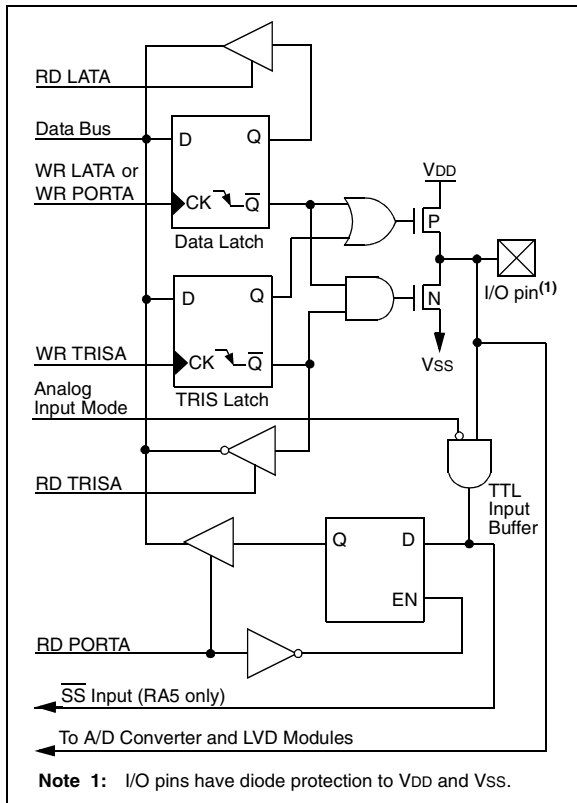 RD LATA
Data Bus
D Q
WR LATA or
WR PORTA
CK Q̅
Data Latch
VDD
P
I/O pin(1)
D Q
N
WR TRISA
CK Q̅
VSS
TRIS Latch
Analog
Input Mode
RD TRISA
TTL
Input
Buffer
Q D
EN
RD PORTA
S̅S̅ Input (RA5 only)
To A/D Converter and LVD Modules
Note 1: I/O pins have diode protection to VDD and VSS.